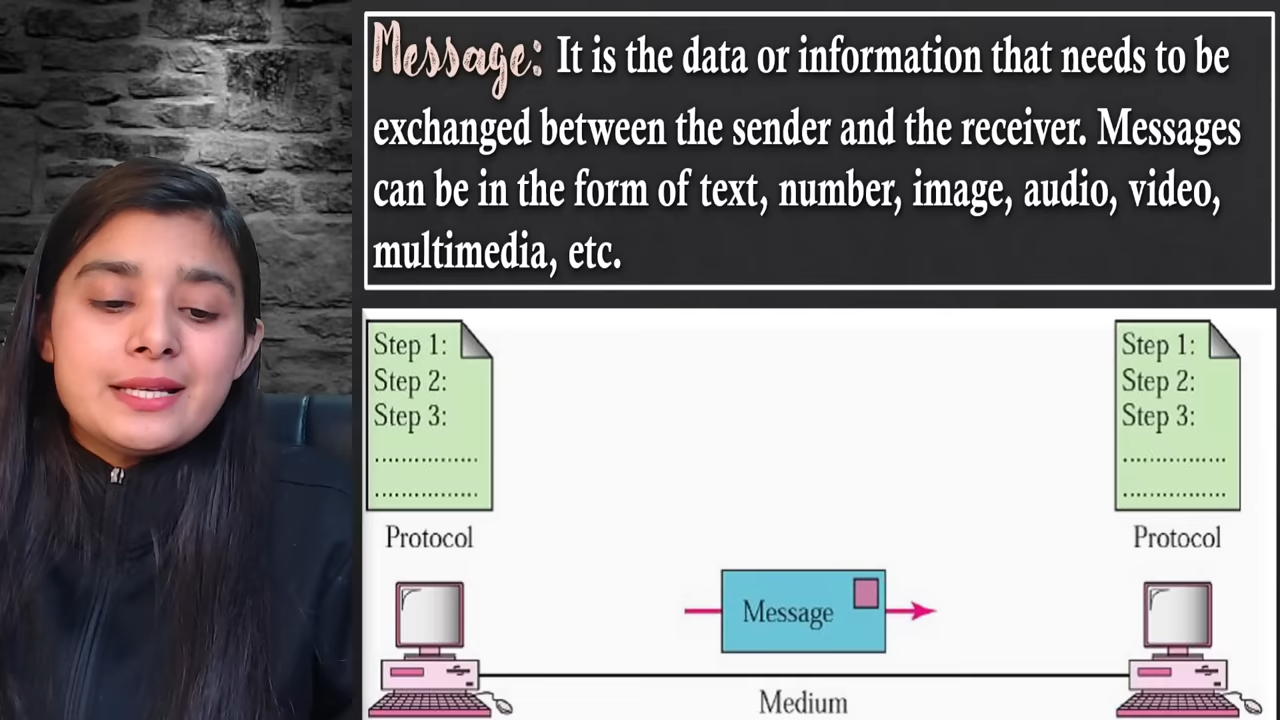 Message: It is the data or information that needs to be
exchanged between the sender and the receiver. Messages
can be in the form of text, number, image, audio, video,
multimedia, etc.
Step 1:
Step 2:
Step 3:
....................
....................
Protocol
Step 1:
Step 2:
Step 3:
....................
....................
Protocol
Message
Medium